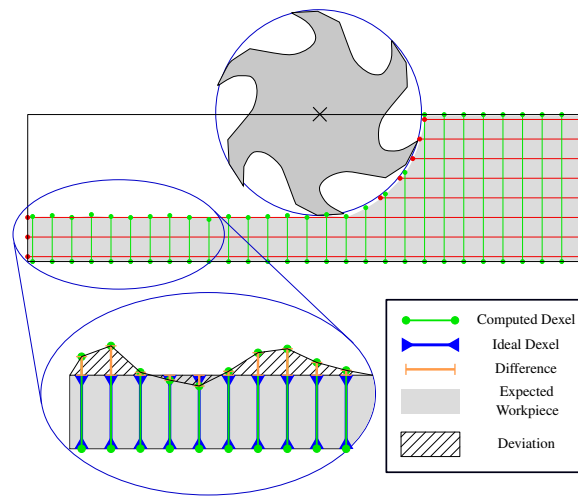 Computed Dexel
Ideal Dexel
Difference
Expected
Workpiece
Deviation